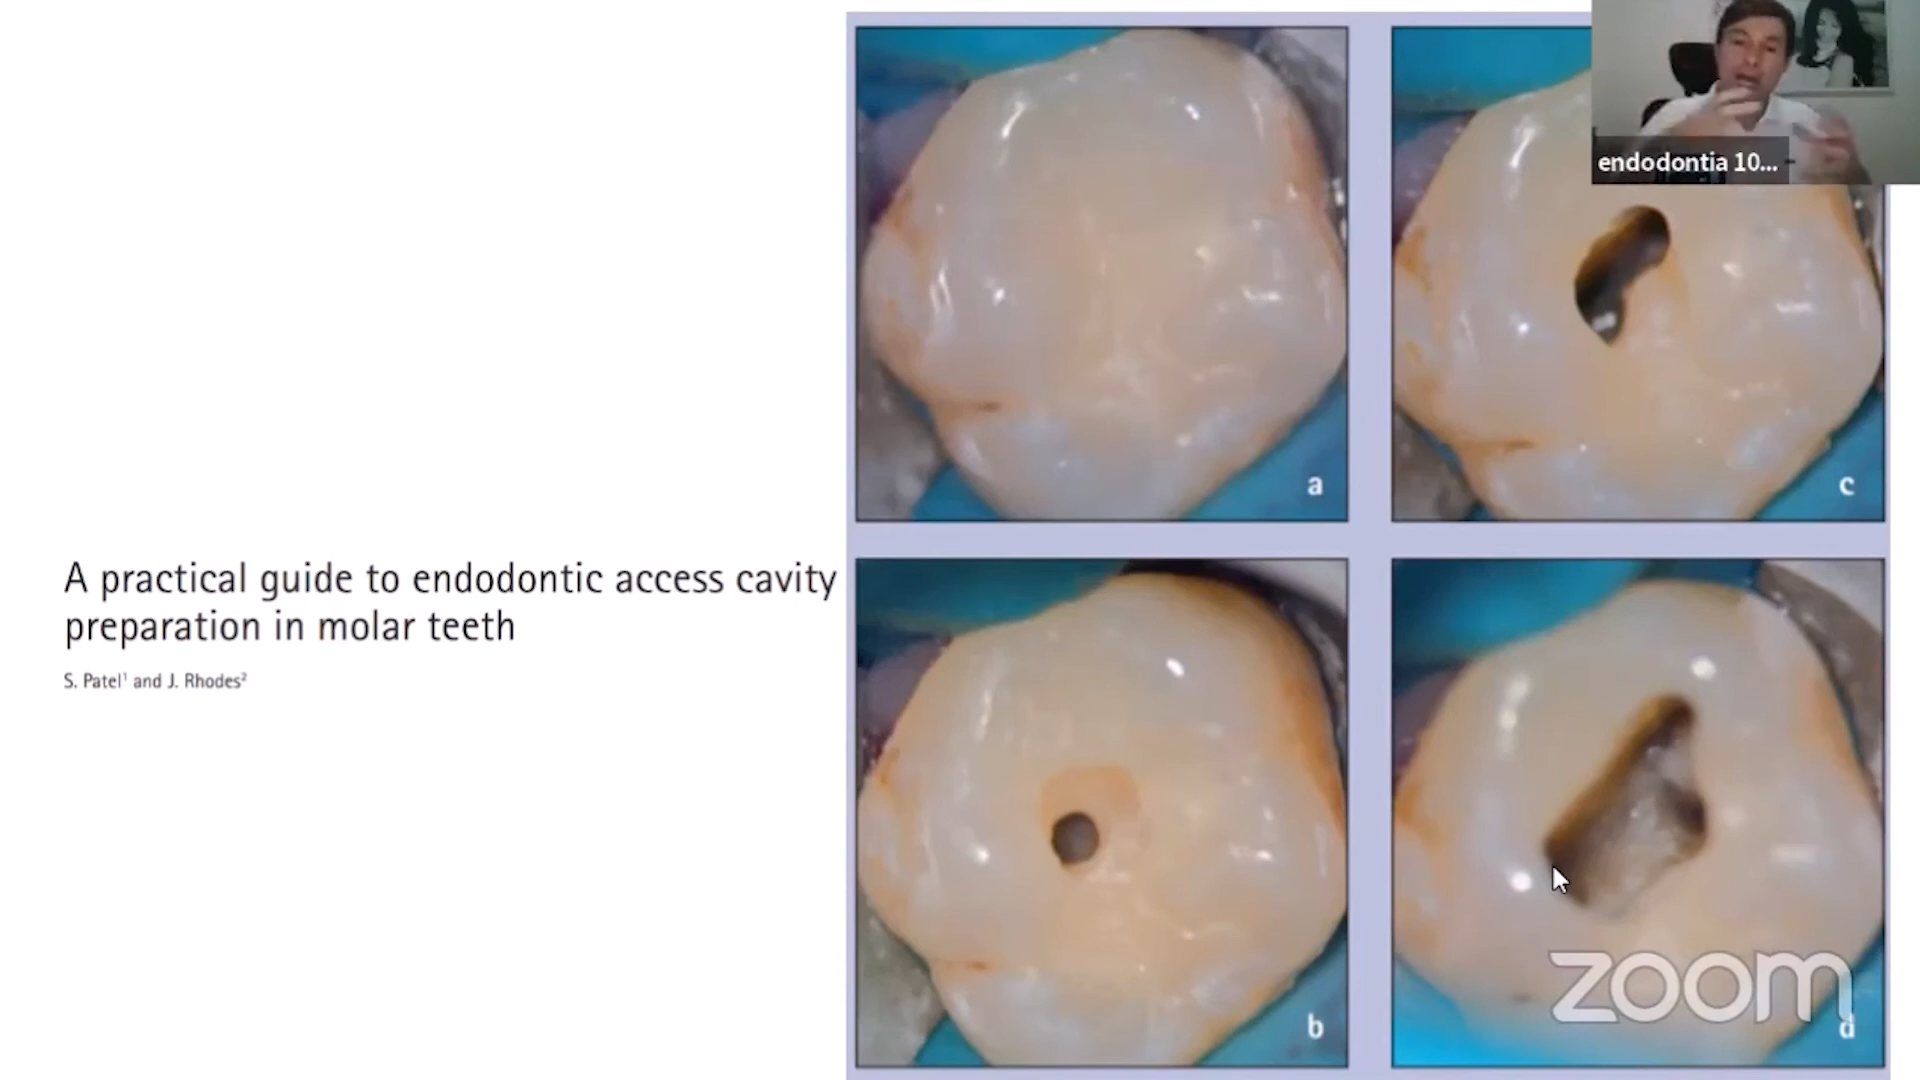 endodontia 10...
A practical guide to endodontic access cavity
preparation in molar teeth
S. Patel¹ and J. Rhodes²
a
c
b
d
zoom